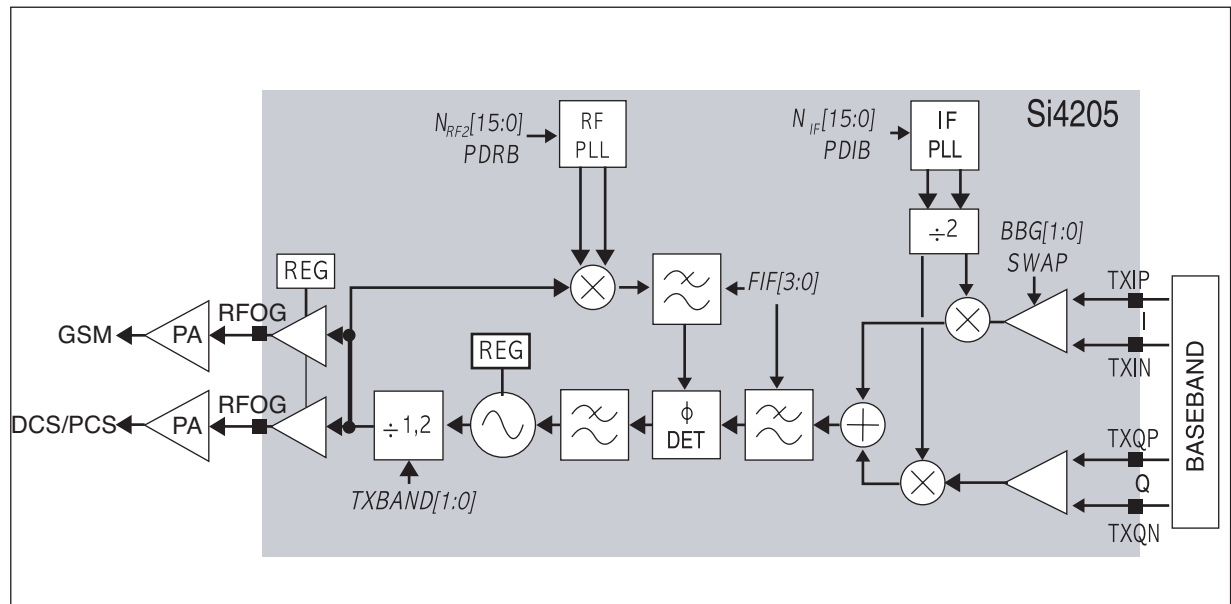 Si4205
N_RF2[15:0]
PDRB
RF
PLL
N_IF[15:0]
PDIB
IF
PLL
÷2
BBG[1:0]
SWAP
REG
FIF[3:0]
TXIP
I
TXIN
GSM
PA
RFOG
REG
DCS/PCS
PA
RFOG
÷1,2
ϕ
DET
TXBAND[1:0]
TXQP
Q
TXQN
BASEBAND